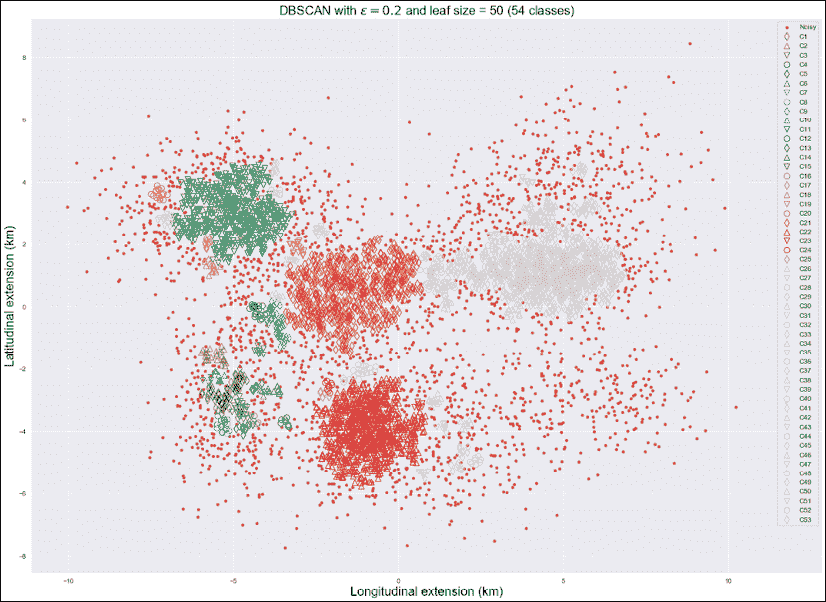 DBSCAN with ε = 0.2 and leaf size = 50 (54 classes)
Noisy
C1
C2
C3
C4
C5
C6
C7
C8
C9
C10
C11
C12
C13
C14
C15
C16
C17
C18
C19
C20
C21
C22
C23
C24
C25
C26
C27
C28
C29
C30
C31
C32
C33
C34
C35
C36
C37
C38
C39
C40
C41
C42
C43
C44
C45
C46
C47
C48
C49
C50
C51
C52
C53
Latitudinal extension (km)
8
6
4
2
0
-2
-4
-6
-8
-10
-5
0
5
10
Longitudinal extension (km)